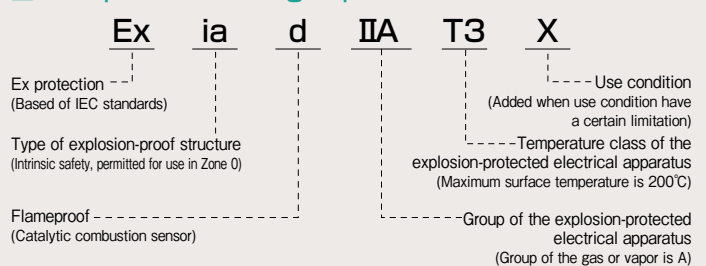 Ex ia d IIA T3 X
Ex protection
(Based of IEC standards)
Type of explosion-proof structure
(Intrinsic safety, permitted for use in Zone 0)
Flameproof
(Catalytic combustion sensor)
Use condition
(Added when use condition have
a certain limitation)
Temperature class of the
explosion-protected electrical apparatus
(Maximum surface temperature is 200℃)
Group of the explosion-protected
electrical apparatus
(Group of the gas or vapor is A)